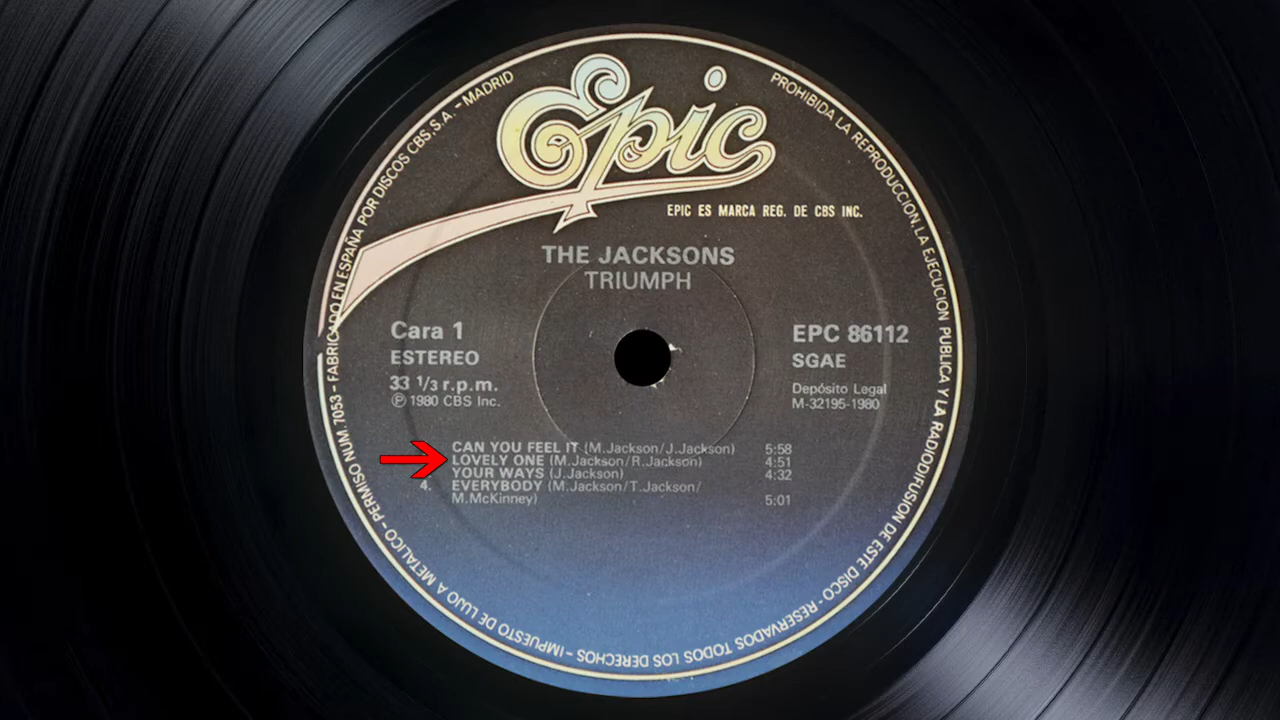 Epic
EPIC ES MARCA REG. DE CBS INC.
THE JACKSONS
TRIUMPH
Cara 1
ESTEREO
33 1/3 r.p.m.
Ⓟ 1980 CBS Inc.
EPC 86112
SGAE
Depósito Legal
M-32195-1980
CAN YOU FEEL IT (M.Jackson/J.Jackson) 5:58
LOVELY ONE (M.Jackson/R.Jackson) 4:51
YOUR WAYS (J.Jackson) 4:32
4. EVERYBODY (M.Jackson/T.Jackson/
M.McKinney) 5:01
PROHIBIDA LA REPRODUCCION, LA EJECUCION PUBLICA Y LA RADIODIFUSION DE ESTE DISCO - RESERVADOS TODOS LOS DERECHOS - IMPUESTO DE LUJO A METALICO - PERMISO NUM. 7053 - FABRICADO EN ESPAÑA POR DISCOS CBS, S.A. - MADRID